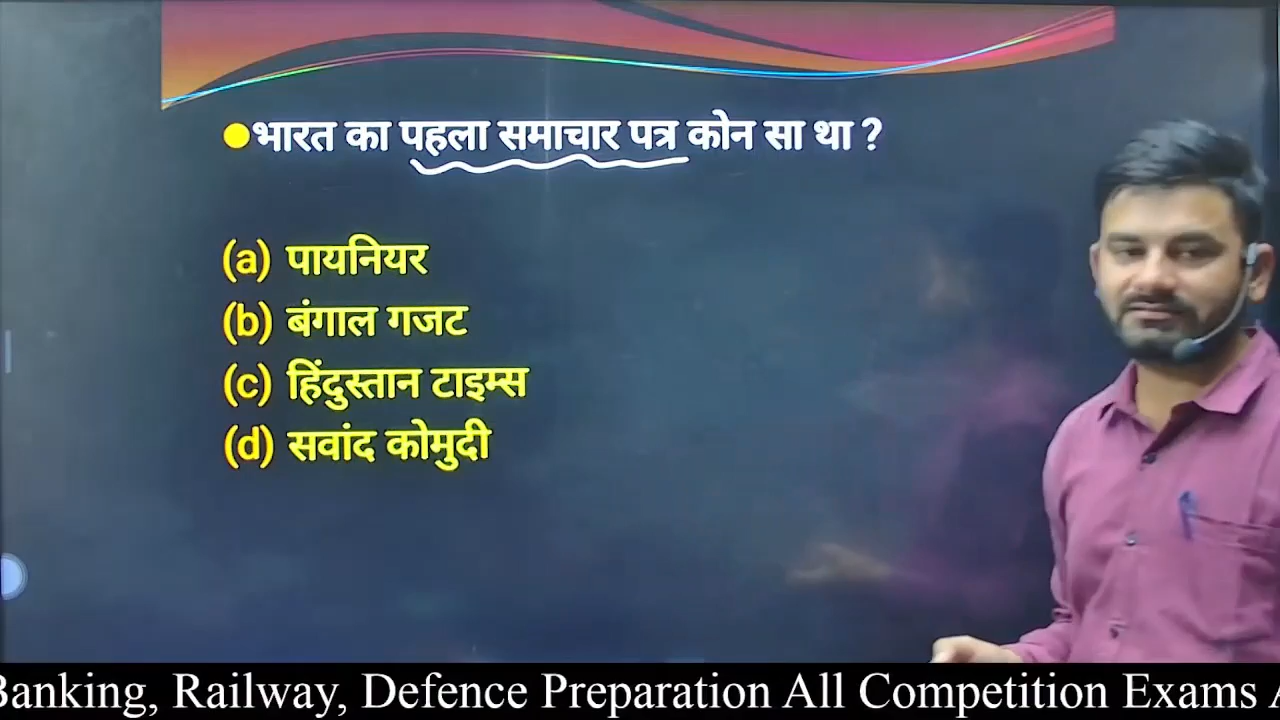 भारत का पहला समाचार पत्र कोन सा था ?
(a) पायनियर
(b) बंगाल गजट
(c) हिंदुस्तान टाइम्स
(d) सवांद कोमुदी
Banking, Railway, Defence Preparation All Competition Exams A